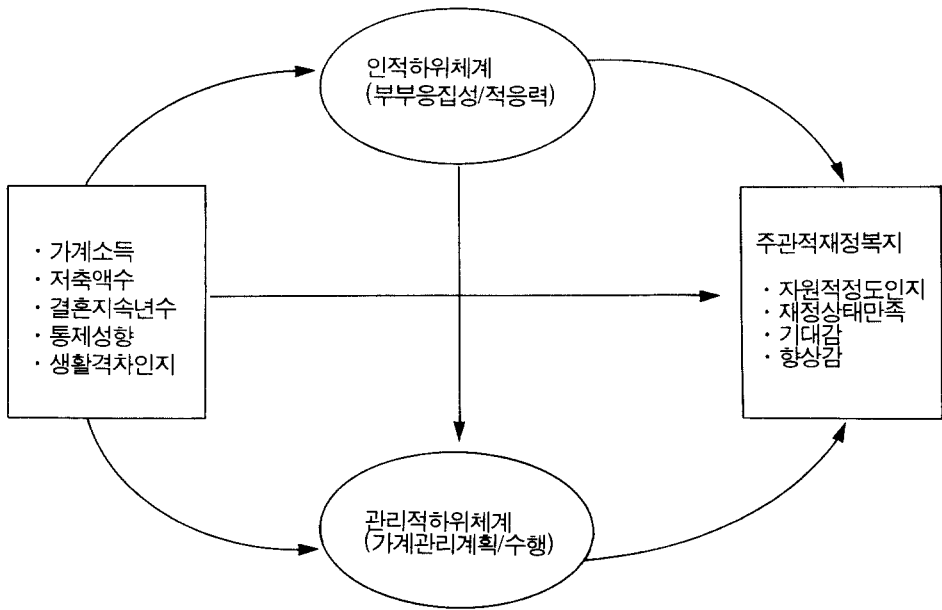 인적하위체계
(부부응집성/적응력)
· 가계소득
· 저축액수
· 결혼지속년수
· 통제성향
· 생활격차인지
주관적재정복지
· 자원적정도인지
· 재정상태만족
· 기대감
· 향상감
관리적하위체계
(가계관리계획/수행)